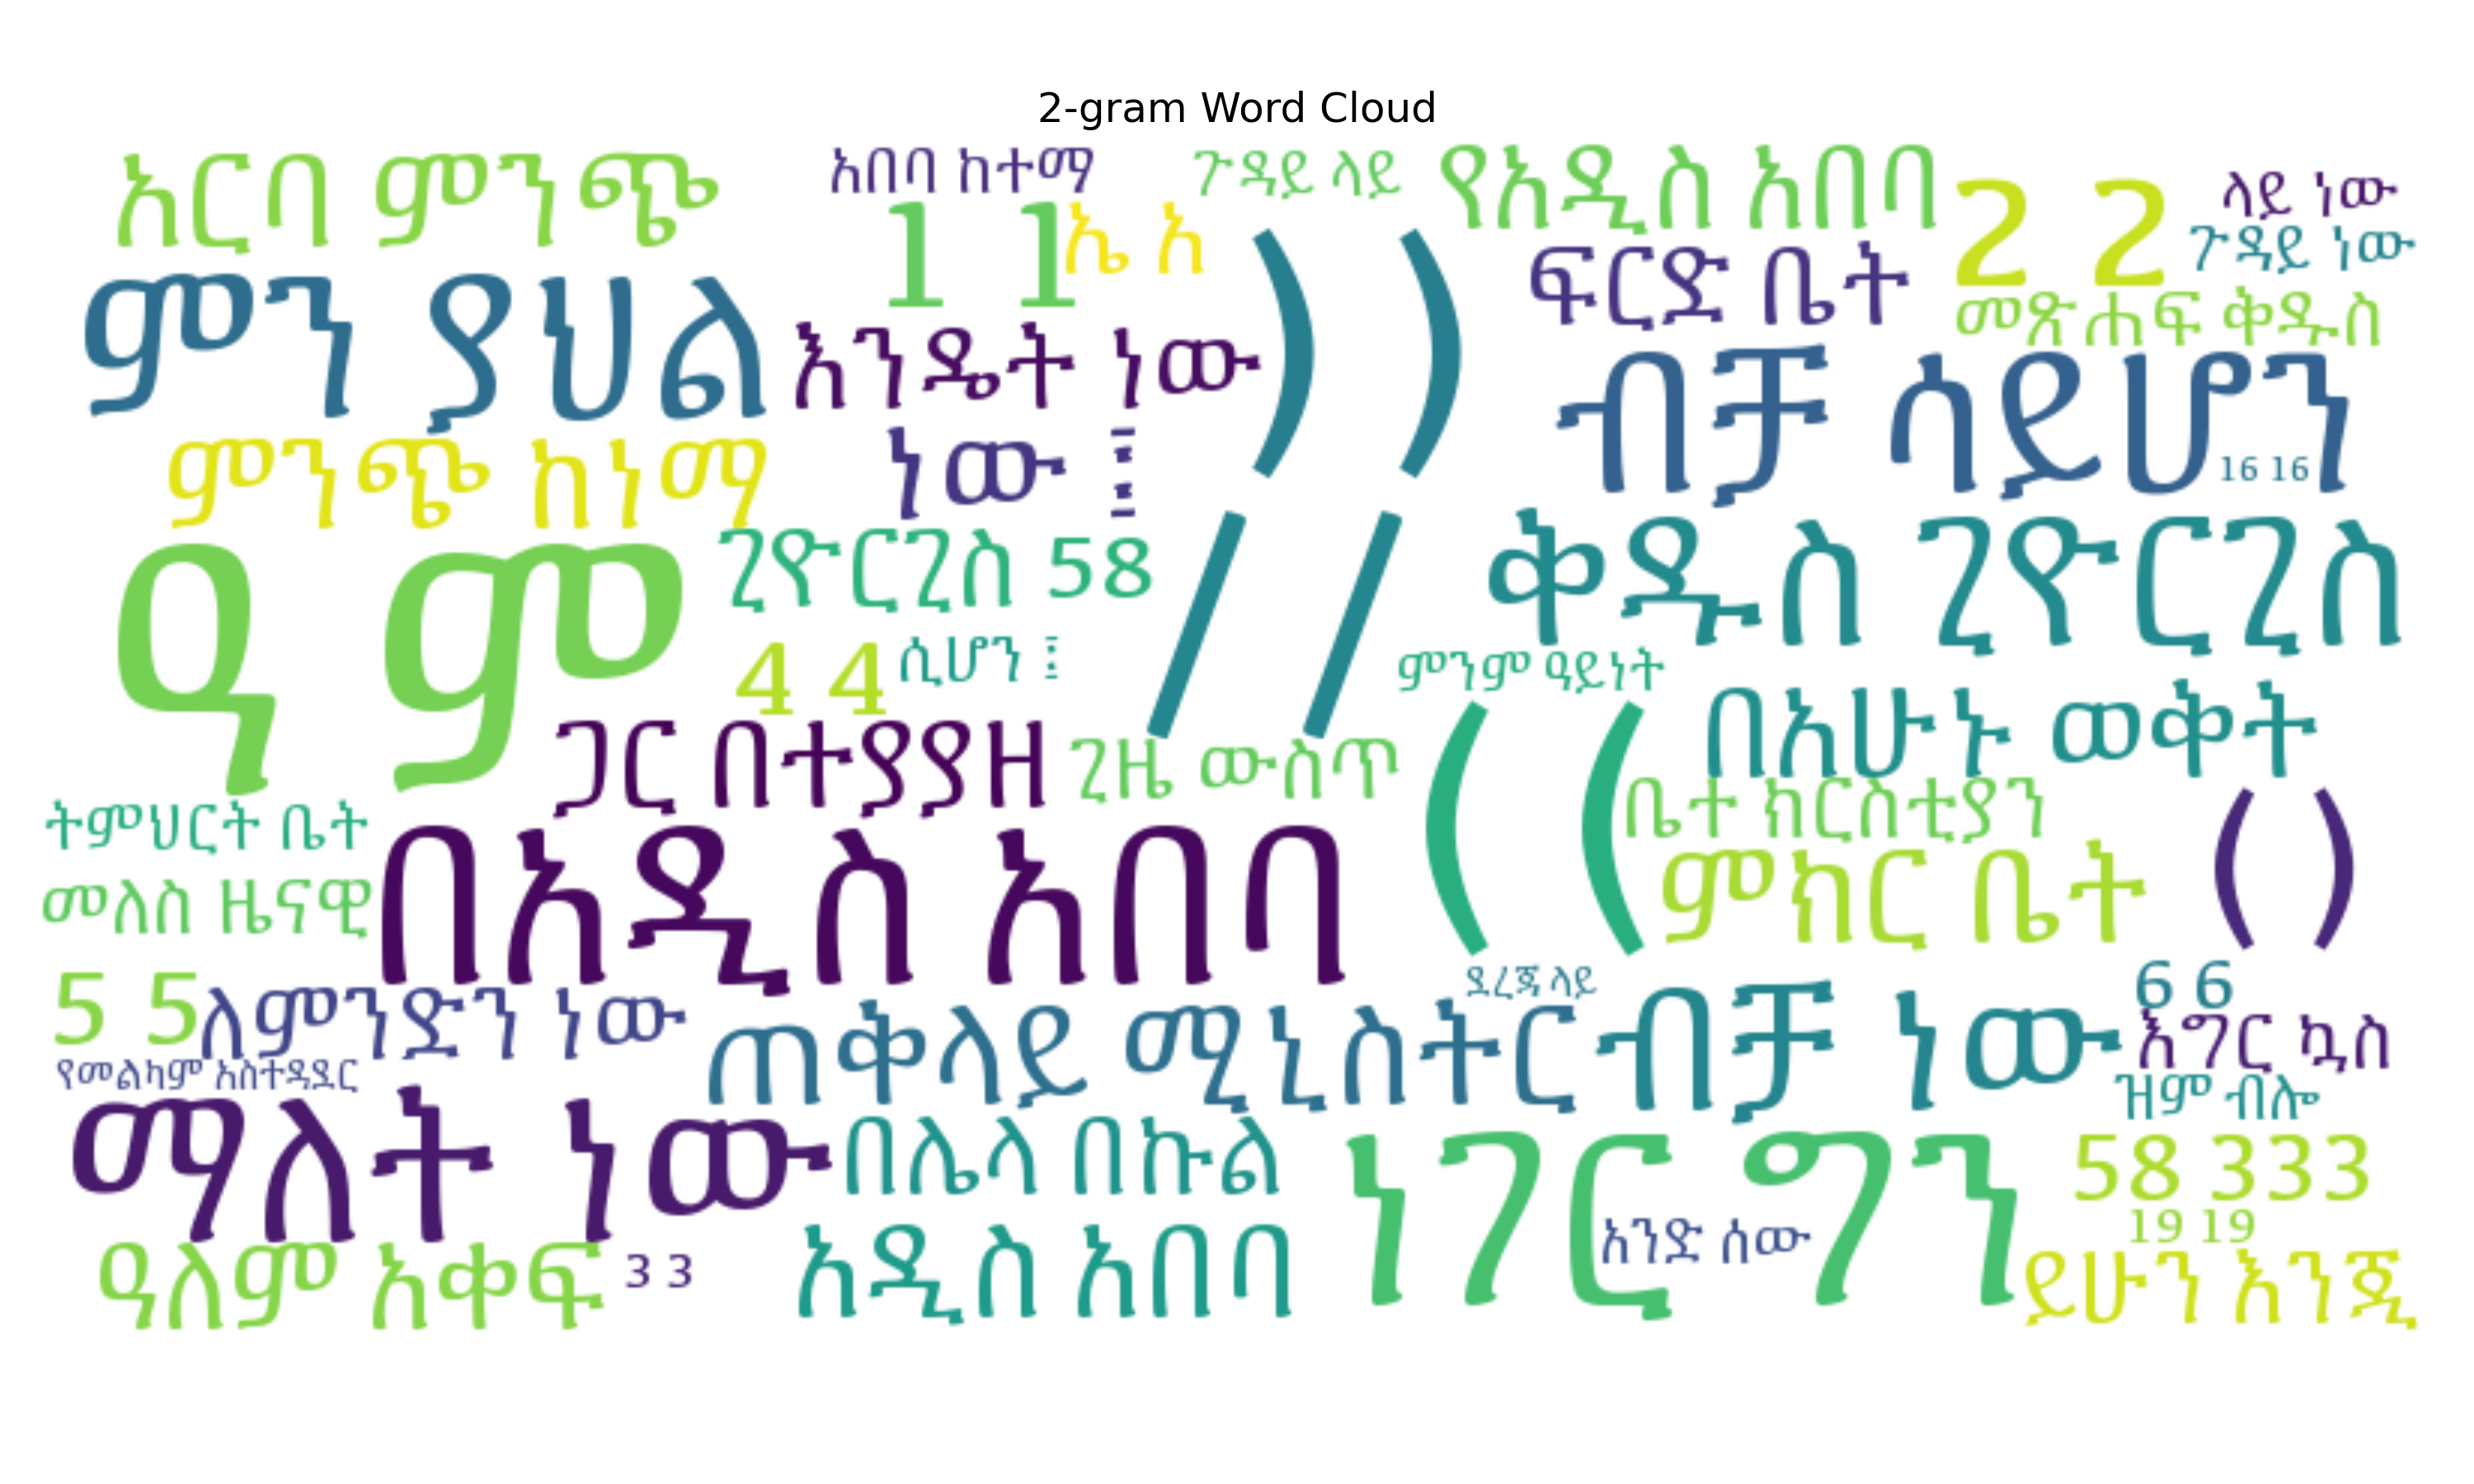 2-gram Word Cloud
አርባ ምንጭ
አበባ ከተማ
ጉዳይ ላይ
የአዲስ አበባ
2 2
ላይ ነው
1 1
ኤ አ
) )
ፍርድ ቤት
ጉዳይ ነው
ምን ያህል
እንዴት ነው
መጽሐፍ ቅዱስ
ብቻ ሳይሆን
ምንጭ ከነማ
ነው ፤
16 16
ዓ ም
ጊዮርጊስ 58
/ /
ቅዱስ ጊዮርጊስ
4 4
ሲሆን ፤
ምንም ዓይነት
በአሁኑ ወቅት
ጋር በተያያዘ
ጊዜ ውስጥ
( (
ቤተ ክርስቲያን
( )
ትምህርት ቤት
በአዲስ አበባ
ምክር ቤት
መለስ ዜናዊ
5 5
ለምንድን ነው
ደረጃ ላይ
ብቻ ነው
6 6
ጠቅላይ ሚኒስትር
እግር ኳስ
የመልካም አስተዳደር
ዝም ብሎ
ማለት ነው
በሌላ በኩል
ነገር ግን
58 333
19 19
ዓለም አቀፍ
3 3
አዲስ አበባ
አንድ ሰው
ይሁን እንጂ